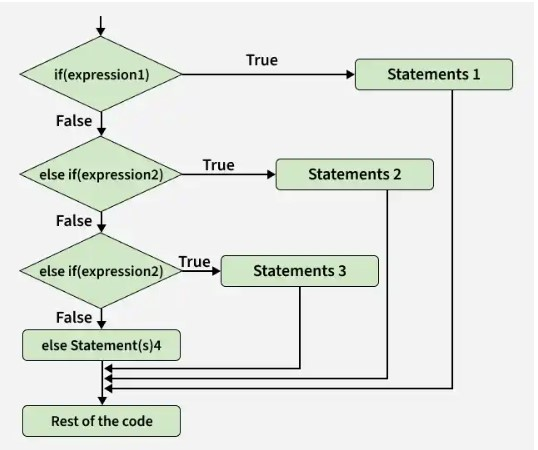 True
if(expression1)
Statements 1
False
True
else if(expression2)
Statements 2
False
True
else if(expression2)
Statements 3
False
else Statement(s)4
Rest of the code